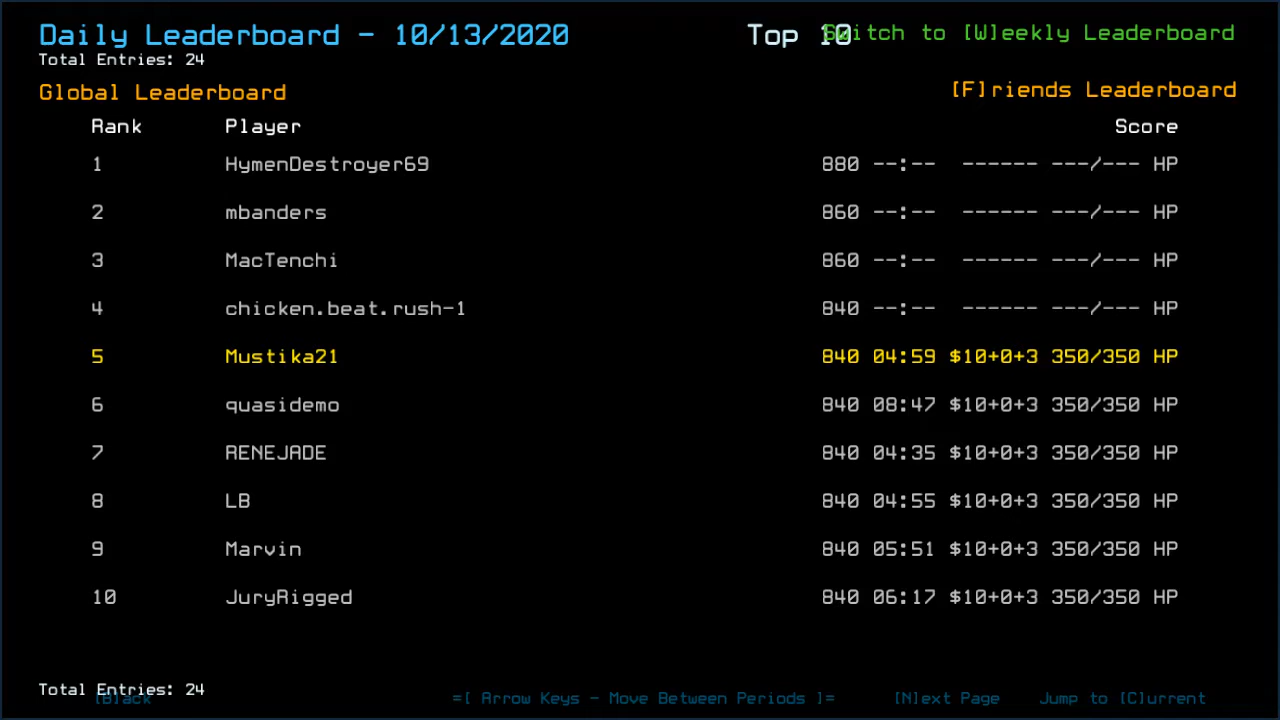 Daily Leaderboard - 10/13/2020 Top 10 Switch to [W]eekly Leaderboard
Total Entries: 24
Global Leaderboard [F]riends Leaderboard
Rank Player Score
1 HymenDestroyer69 880 --:-- ------ ---/--- HP
2 mbanders 860 --:-- ------ ---/--- HP
3 MacTenchi 860 --:-- ------ ---/--- HP
4 chicken.beat.rush-1 840 --:-- ------ ---/--- HP
5 Mustika21 840 04:59 $10+0+3 350/350 HP
6 quasidemo 840 08:47 $10+0+3 350/350 HP
7 RENEJADE 840 04:35 $10+0+3 350/350 HP
8 LB 840 04:55 $10+0+3 350/350 HP
9 Marvin 840 05:51 $10+0+3 350/350 HP
10 JuryRigged 840 06:17 $10+0+3 350/350 HP
Total Entries: 24
[B]ack =[ Arrow Keys - Move Between Periods ]= [N]ext Page Jump to [C]urrent